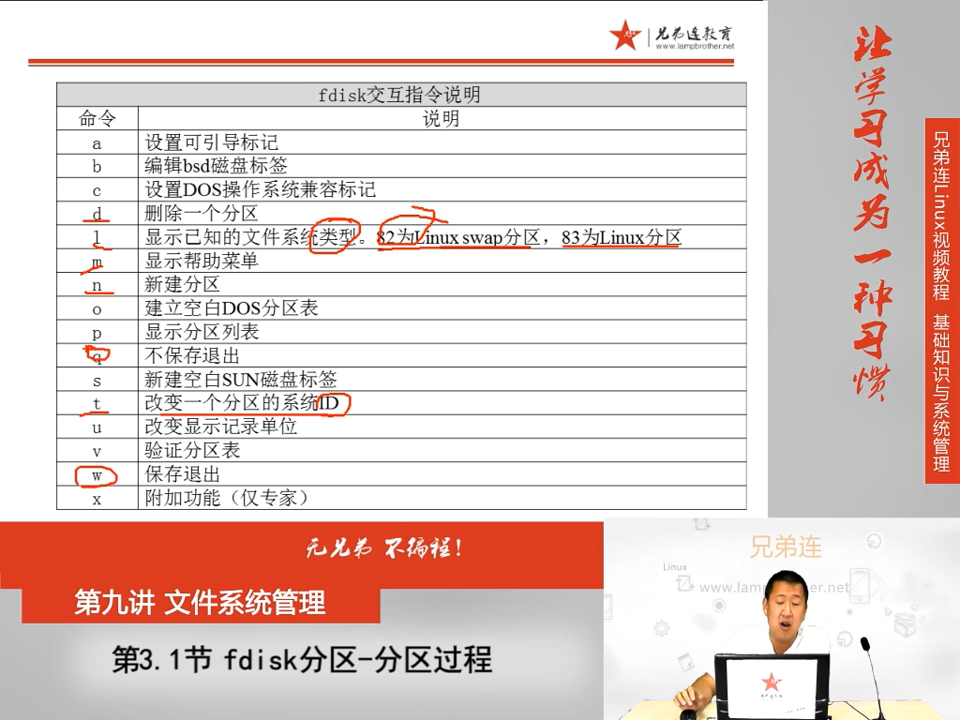 兄弟连教育
www.lampbrother.net
fdisk交互指令说明
命令 说明
a 设置可引导标记
b 编辑bsd磁盘标签
c 设置DOS操作系统兼容标记
d 删除一个分区
l 显示已知的文件系统类型。82为Linux swap分区，83为Linux分区
m 显示帮助菜单
n 新建分区
o 建立空白DOS分区表
p 显示分区列表
q 不保存退出
s 新建空白SUN磁盘标签
t 改变一个分区的系统ID
u 改变显示记录单位
v 验证分区表
w 保存退出
x 附加功能（仅专家）
让学习成为一种习惯
兄弟连Linux视频教程 基础知识与系统管理
无兄弟 不编程！
第九讲 文件系统管理
第3.1节 fdisk分区-分区过程
兄弟连
Linux
www.lampbrother.net